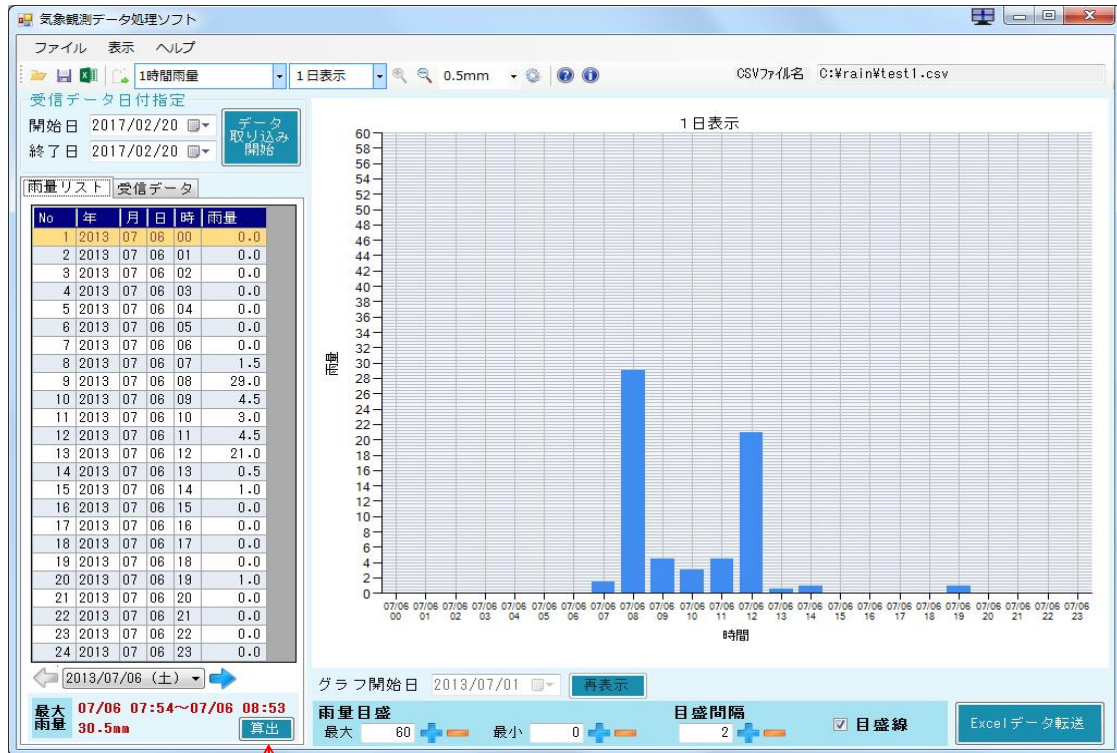 気象観測データ処理ソフト
ファイル 表示 ヘルプ
1時間雨量 1日表示 0.5mm CSVファイル名 C:¥rain¥test1.csv
受信データ日付指定
開始日 2017/02/20
終了日 2017/02/20
データ
取り込み
開始
雨量リスト 受信データ
No 年 月 日 時 雨量
1 2013 07 06 00 0.0
2 2013 07 06 01 0.0
3 2013 07 06 02 0.0
4 2013 07 06 03 0.0
5 2013 07 06 04 0.0
6 2013 07 06 05 0.0
7 2013 07 06 06 0.0
8 2013 07 06 07 1.5
9 2013 07 06 08 29.0
10 2013 07 06 09 4.5
11 2013 07 06 10 3.0
12 2013 07 06 11 4.5
13 2013 07 06 12 21.0
14 2013 07 06 13 0.5
15 2013 07 06 14 1.0
16 2013 07 06 15 0.0
17 2013 07 06 16 0.0
18 2013 07 06 17 0.0
19 2013 07 06 18 0.0
20 2013 07 06 19 1.0
21 2013 07 06 20 0.0
22 2013 07 06 21 0.0
23 2013 07 06 22 0.0
24 2013 07 06 23 0.0
2013/07/06 (土)
最大
雨量
07/06 07:54～07/06 08:53
30.5mm
算出
1日表示
60
58
56
54
52
50
48
46
44
42
40
38
36
34
32
30
28
26
24
22
20
18
16
14
12
10
8
6
4
2
0
雨量
07/06 07/06 07/06 07/06 07/06 07/06 07/06 07/06 07/06 07/06 07/06 07/06 07/06 07/06 07/06 07/06 07/06 07/06 07/06 07/06 07/06 07/06 07/06 07/06
00 01 02 03 04 05 06 07 08 09 10 11 12 13 14 15 16 17 18 19 20 21 22 23
時間
グラフ開始日 2013/07/01 再表示
雨量目盛 目盛間隔
最大 60 最小 0 2 目盛線
Excelデータ転送